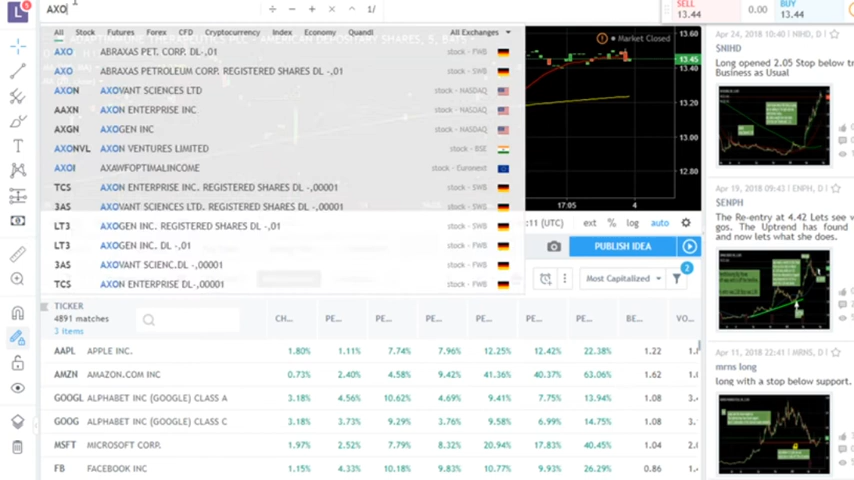 L
AXO
1/
SELL
13.44
0.00
BUY
13.44
All Stock Futures Forex CFD Cryptocurrency Index Economy Quandl All Exchanges
AXO ABRAXAS PET. CORP. DL-,01 stock - FWB
AXO ABRAXAS PETROLEUM CORP. REGISTERED SHARES DL -,01 stock - SWB
AXON AXOVANT SCIENCES LTD stock - NASDAQ
AAXN AXON ENTERPRISE INC stock - NASDAQ
AXGN AXOGEN INC stock - NASDAQ
AXONVL AXON VENTURES LIMITED stock - BSE
AXOI AXAWFOPTIMALINCOME stock - Euronext
TCS AXON ENTERPRISE INC. REGISTERED SHARES DL -,00001 stock - SWB
3AS AXOVANT SCIENCES LTD. REGISTERED SHARES DL -,00001 stock - SWB
LT3 AXOGEN INC. REGISTERED SHARES DL -,01 stock - SWB
LT3 AXOGEN INC. DL -,01 stock - FWB
3AS AXOVANT SCIENC.DL -,00001 stock - FWB
TCS AXON ENTERPRISE DL-,00001 stock - FWB
Market Closed
13.60
13.45
13.40
13.20
13.00
12.80
17:05 4
:11 (UTC) ext % log auto
PUBLISH IDEA
Most Capitalized 2
TICKER
4891 matches
3 Items
CH... PE... PE... PE... PE... PE... PE... BE... VO...
AAPL APPLE INC. 1.80% 1.11% 7.74% 7.96% 12.25% 12.42% 22.38% 1.22
AMZN AMAZON.COM INC 0.73% 2.40% 4.58% 9.42% 41.36% 40.37% 63.06% 1.62
GOOGL ALPHABET INC (GOOGLE) CLASS A 3.18% 4.56% 10.62% 4.69% 9.41% 7.75% 13.94% 1.08
GOOG ALPHABET INC (GOOGLE) CLASS C 3.18% 3.73% 9.29% 3.76% 9.58% 6.99% 14.75% 1.08
MSFT MICROSOFT CORP. 1.97% 2.52% 7.79% 8.32% 20.94% 17.83% 40.45% 1.04
FB FACEBOOK INC 1.15% 4.33% 10.18% 9.83% 10.77% 9.93% 26.29% 0.86
Apr 24, 2018 10:40 | NIHD, D |
SNIHD
Long opened 2.05 Stop below tr
Business as Usual
Apr 19, 2018 09:43 | ENPH, D |
SENPH
The Re-entry at 4.42 Lets see w
gos. The Uptrend has found
and now lets what she does.
Apr 11, 2018 22:41 | MRNS, D |
mrns long
long with a stop below support.